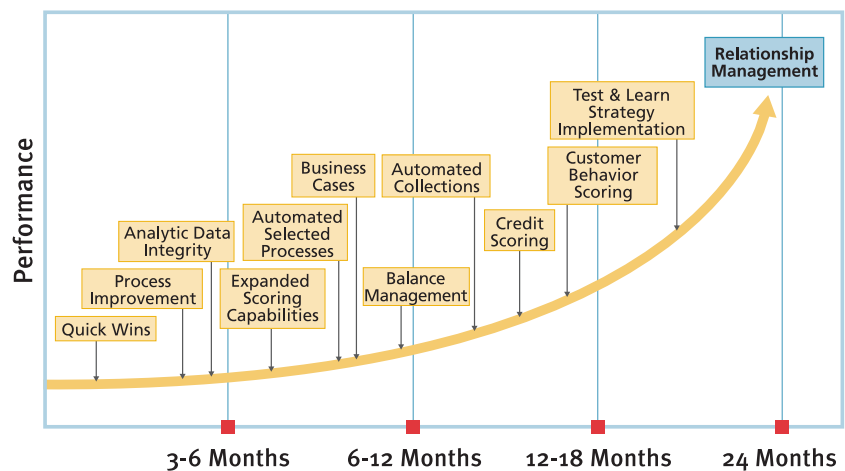 Performance
Relationship
Management
Test & Learn
Strategy
Implementation
Business
Cases
Automated
Collections
Customer
Behavior
Scoring
Analytic Data
Integrity
Automated
Selected
Processes
Credit
Scoring
Process
Improvement
Expanded
Scoring
Capabilities
Balance
Management
Quick Wins
3-6 Months
6-12 Months
12-18 Months
24 Months